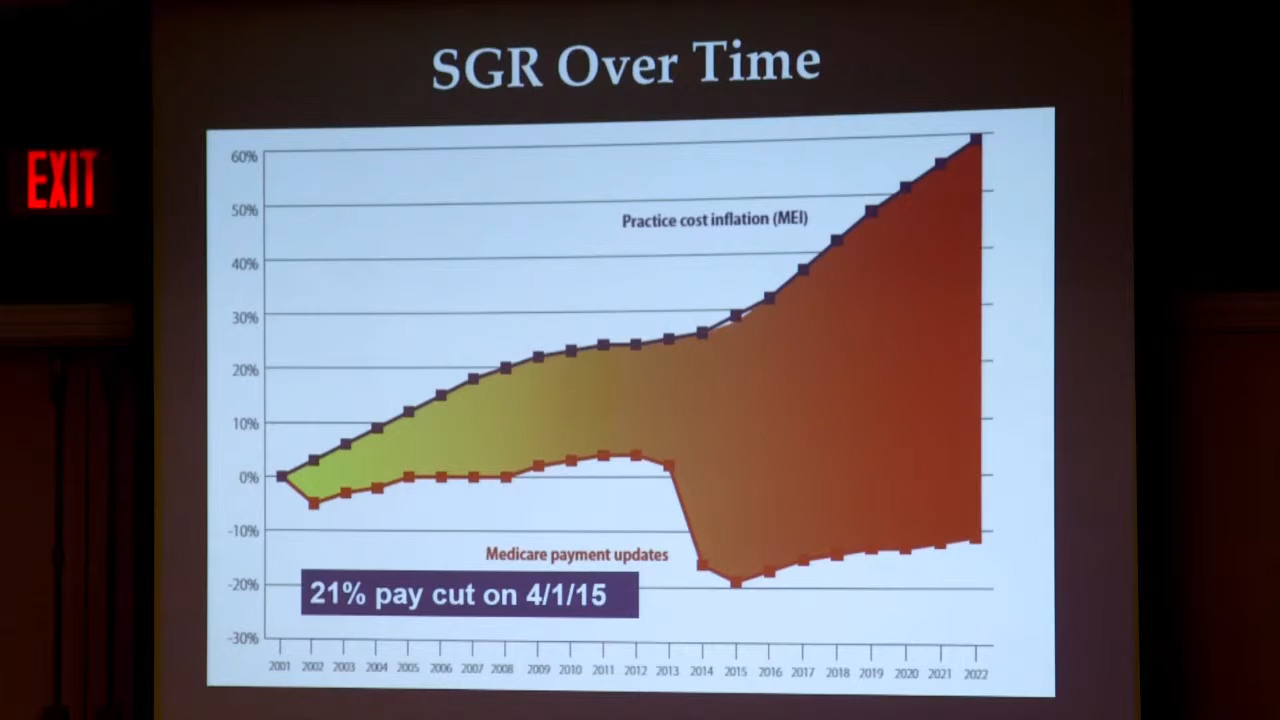 SGR Over Time
EXIT
60%
50%
40%
30%
20%
10%
0%
-10%
-20%
-30%
Practice cost inflation (MEI)
Medicare payment updates
21% pay cut on 4/1/15
2001 2002 2003 2004 2005 2006 2007 2008 2009 2010 2011 2012 2013 2014 2015 2016 2017 2018 2019 2020 2021 2022